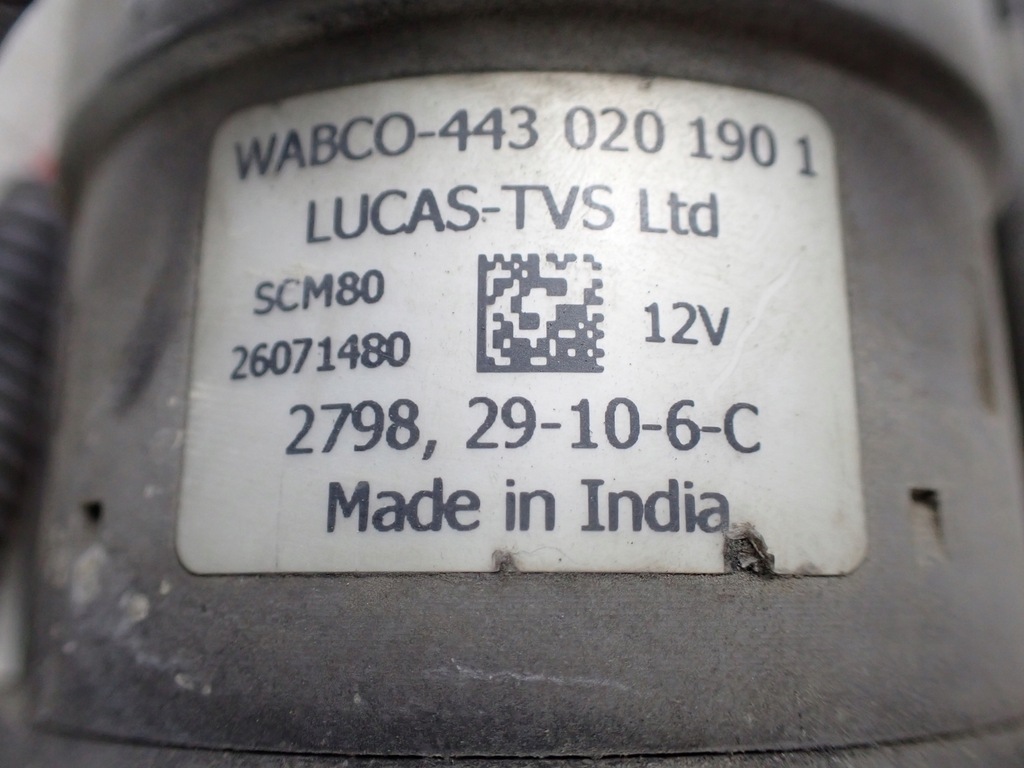 WABCO-443 020 190 1
LUCAS-TVS Ltd
SCM80
12V
26071480
2798, 29-10-6-C
Made in India